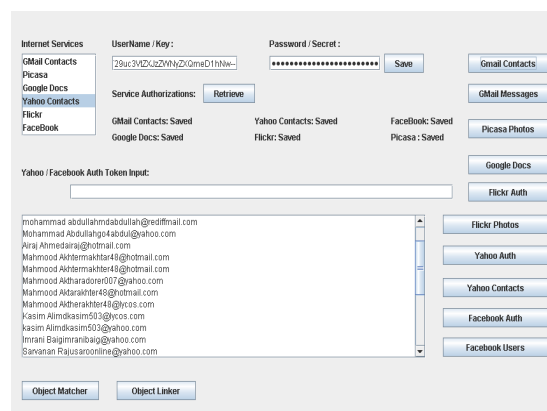 Internet Services UserName / Key : Password / Secret :
GMail Contacts
Picasa
Google Docs
Yahoo Contacts
Flickr
FaceBook
Save
Service Authorizations: Retrieve
GMail Contacts: Saved Yahoo Contacts: Saved FaceBook: Saved
Google Docs: Saved Flickr: Saved Picasa : Saved
Yahoo / Facebook Auth Token Input:
mohammad abdullahmdabdullah@rediffmail.com
Mohammad Abdullahgo4abdul@yahoo.com
Airaj Ahmedairaj@hotmail.com
Mahmood Akhtermakhtar48@hotmail.com
Mahmood Akhtermakhter48@hotmail.com
Mahmood Aktharadorer007@yahoo.com
Mahmood Aktarakhter48@hotmail.com
Mahmood Aktherakhter48@lycos.com
Kasim Alimdkasim503@lycos.com
kasim Alimdkasim503@yahoo.com
Imrani Baigimranibaig@yahoo.com
Sarvanan Rajusaroonline@yahoo.com
Object Matcher Object Linker
GMail Contacts
GMail Messages
Picasa Photos
Google Docs
Flickr Auth
Flickr Photos
Yahoo Auth
Yahoo Contacts
Facebook Auth
Facebook Users